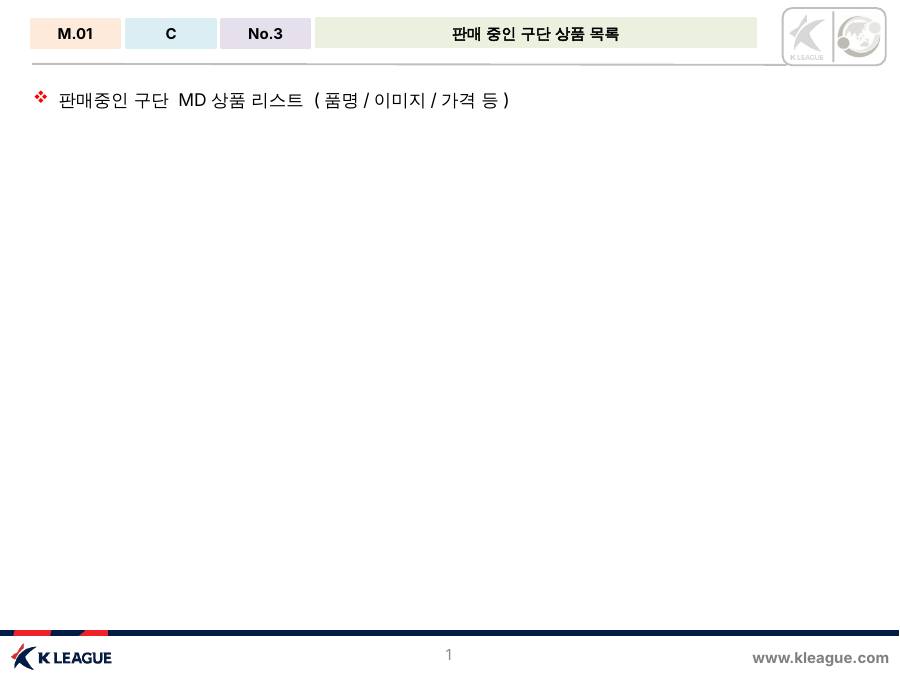 M.01 C No.3 판매 중인 구단 상품 목록
K LEAGUE
❖ 판매중인 구단 MD 상품 리스트 ( 품명 / 이미지 / 가격 등 )
K LEAGUE 1 www.kleague.com